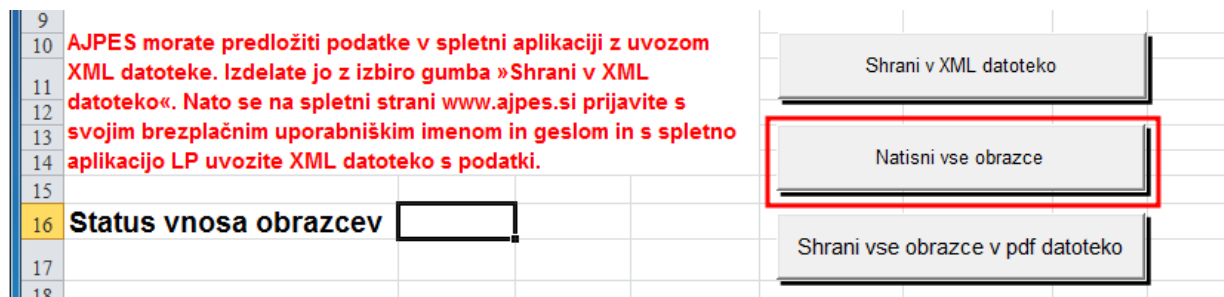 9
10
11
12
13
14
15
16
17
18
AJPES morate predložiti podatke v spletni aplikaciji z uvozom
XML datoteke. Izdelate jo z izbiro gumba »Shrani v XML
datoteko«. Nato se na spletni strani www.ajpes.si prijavite s
svojim brezplačnim uporabniškim imenom in geslom in s spletno
aplikacijo LP uvozite XML datoteko s podatki.
Status vnosa obrazcev
Shrani v XML datoteko
Natisni vse obrazce
Shrani vse obrazce v pdf datoteko